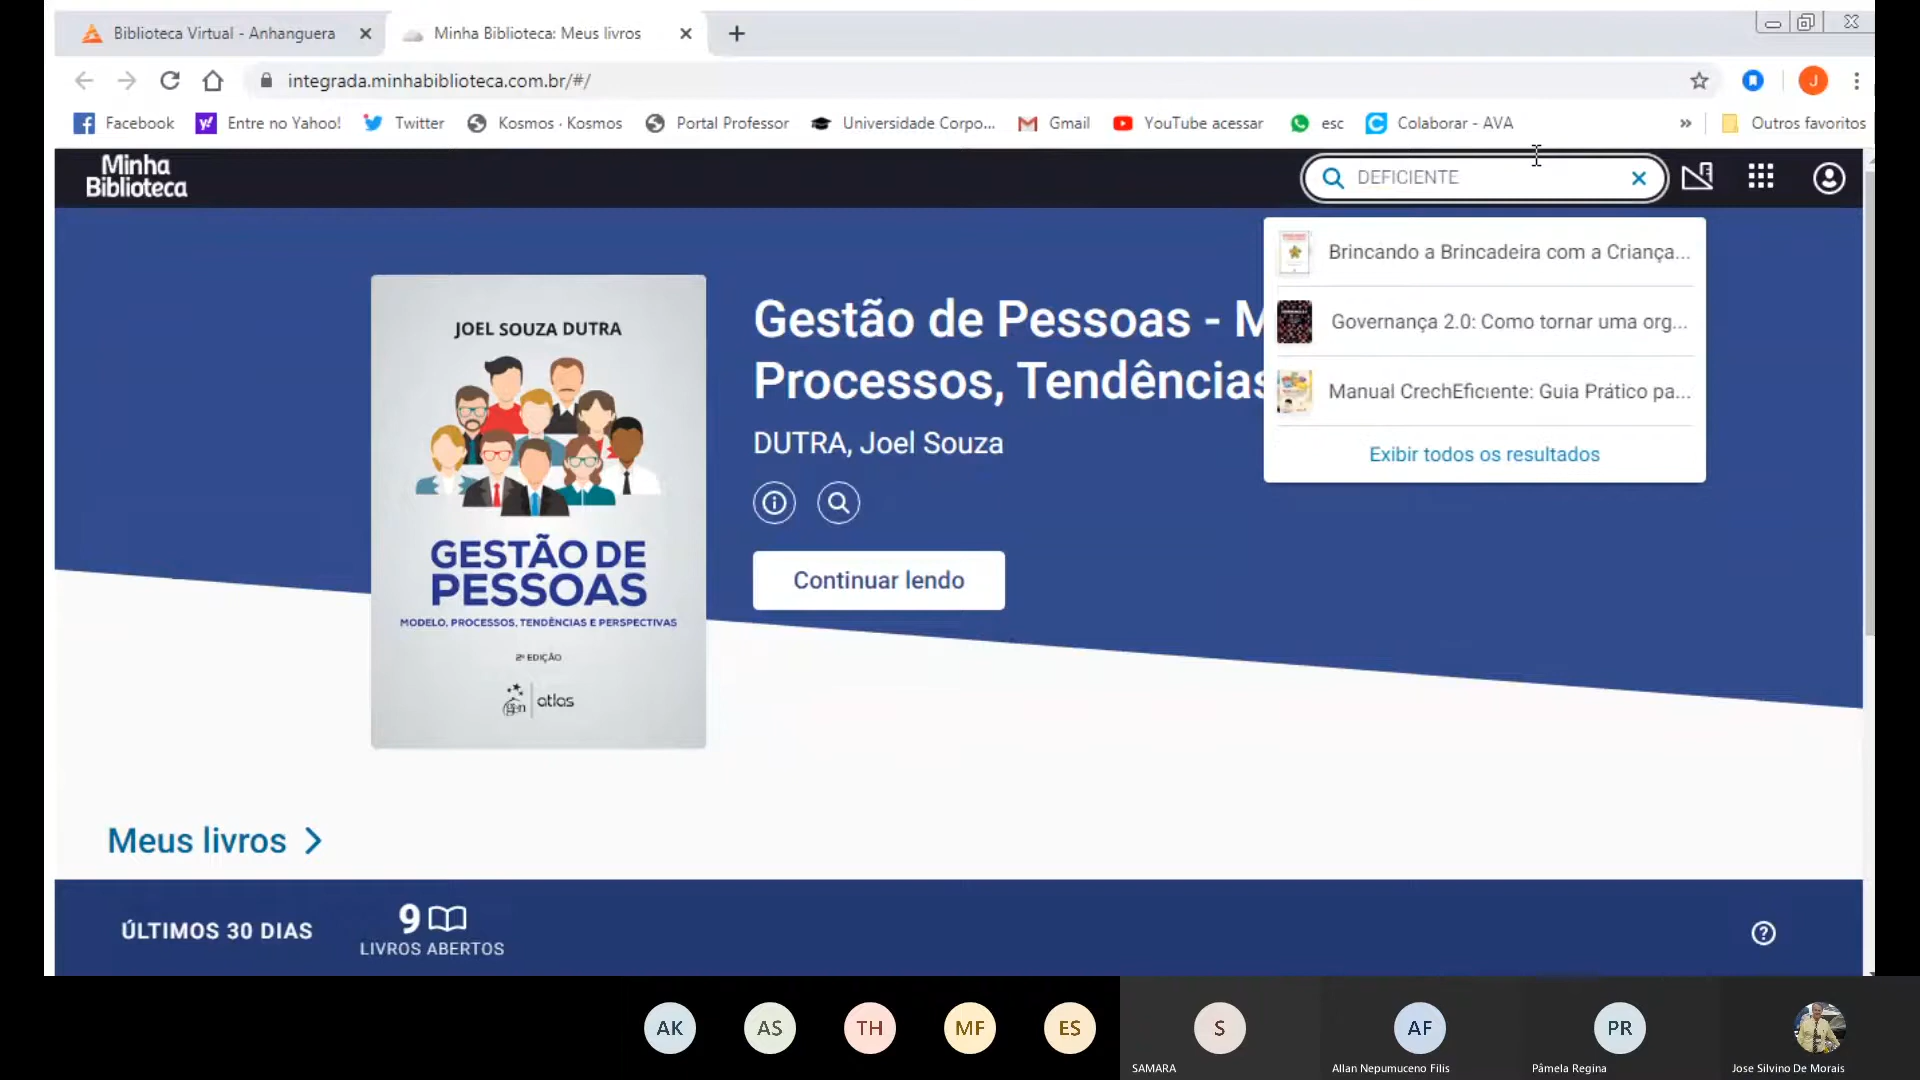 Biblioteca Virtual - Anhanguera
Minha Biblioteca: Meus livros
integrada.minhabiblioteca.com.br/#/
J
Facebook
Entre no Yahoo!
Twitter
Kosmos · Kosmos
Portal Professor
Universidade Corpo...
Gmail
YouTube acessar
esc
Colaborar - AVA
Outros favoritos
Minha
Biblioteca
DEFICIENTE
Brincando a Brincadeira com a Criança...
Governança 2.0: Como tornar uma org...
Manual CrechEficiente: Guia Prático pa...
Exibir todos os resultados
JOEL SOUZA DUTRA
GESTÃO DE
PESSOAS
MODELO, PROCESSOS, TENDÊNCIAS E PERSPECTIVAS
2ª EDIÇÃO
gen
atlas
Gestão de Pessoas - M
Processos, Tendências
DUTRA, Joel Souza
Continuar lendo
Meus livros
ÚLTIMOS 30 DIAS
9
LIVROS ABERTOS
AK
AS
TH
MF
ES
S
SAMARA
AF
Allan Nepumuceno Filis
PR
Pâmela Regina
Jose Silvino De Morais